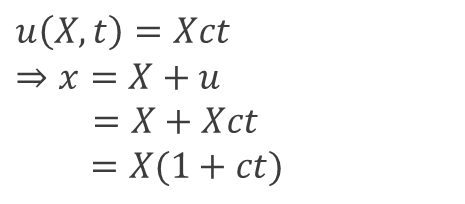 u(X, t) = Xct
⇒ x = X + u
= X + Xct
= X(1 + ct)